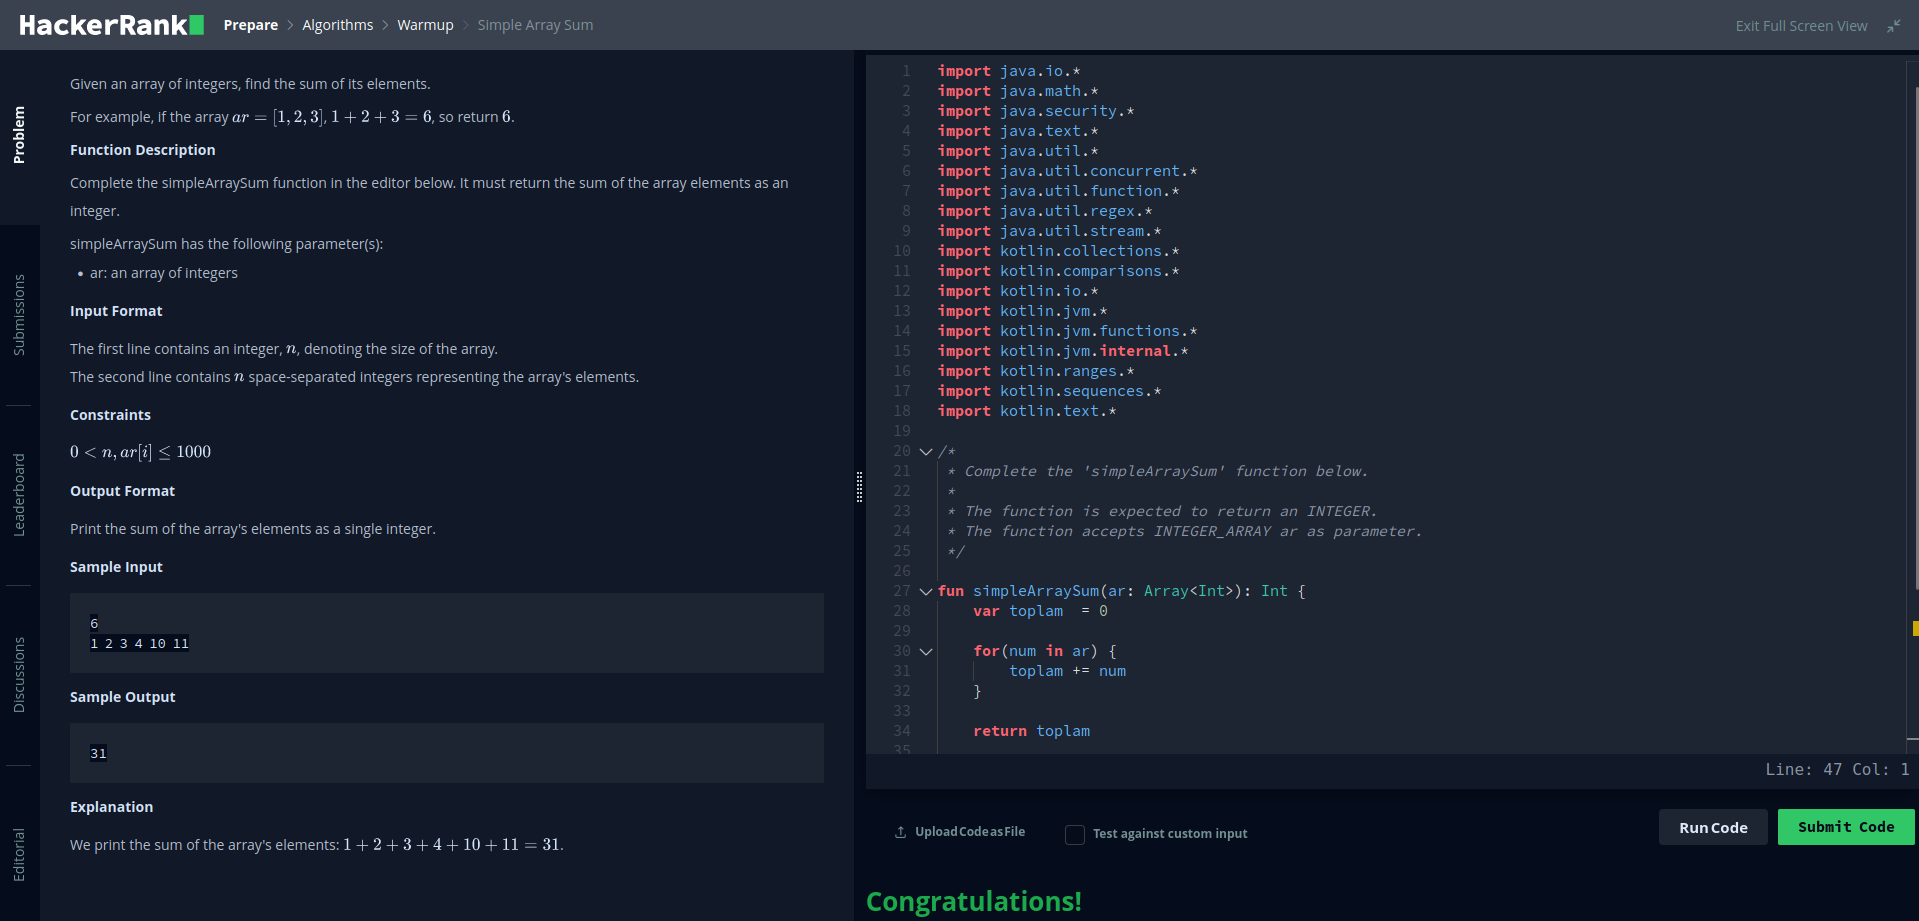 HackerRank Prepare > Algorithms > Warmup > Simple Array Sum
Exit Full Screen View
Problem
Submissions
Leaderboard
Discussions
Editorial
Given an array of integers, find the sum of its elements.
For example, if the array ar = [1, 2, 3], 1 + 2 + 3 = 6, so return 6.
Function Description
Complete the simpleArraySum function in the editor below. It must return the sum of the array elements as an
integer.
simpleArraySum has the following parameter(s):
• ar: an array of integers
Input Format
The first line contains an integer, n, denoting the size of the array.
The second line contains n space-separated integers representing the array's elements.
Constraints
0 < n, ar[i] ≤ 1000
Output Format
Print the sum of the array's elements as a single integer.
Sample Input
6
1 2 3 4 10 11
Sample Output
31
Explanation
We print the sum of the array's elements: 1 + 2 + 3 + 4 + 10 + 11 = 31.
1 import java.io.*
2 import java.math.*
3 import java.security.*
4 import java.text.*
5 import java.util.*
6 import java.util.concurrent.*
7 import java.util.function.*
8 import java.util.regex.*
9 import java.util.stream.*
10 import kotlin.collections.*
11 import kotlin.comparisons.*
12 import kotlin.io.*
13 import kotlin.jvm.*
14 import kotlin.jvm.functions.*
15 import kotlin.jvm.internal.*
16 import kotlin.ranges.*
17 import kotlin.sequences.*
18 import kotlin.text.*
19
20 /*
21 * Complete the 'simpleArraySum' function below.
22 *
23 * The function is expected to return an INTEGER.
24 * The function accepts INTEGER_ARRAY ar as parameter.
25 */
26
27 fun simpleArraySum(ar: Array<Int>): Int {
28 var toplam = 0
29
30 for(num in ar) {
31 toplam += num
32 }
33
34 return toplam
35
Line: 47 Col: 1
Upload Code as File
Test against custom input
Run Code
Submit Code
Congratulations!